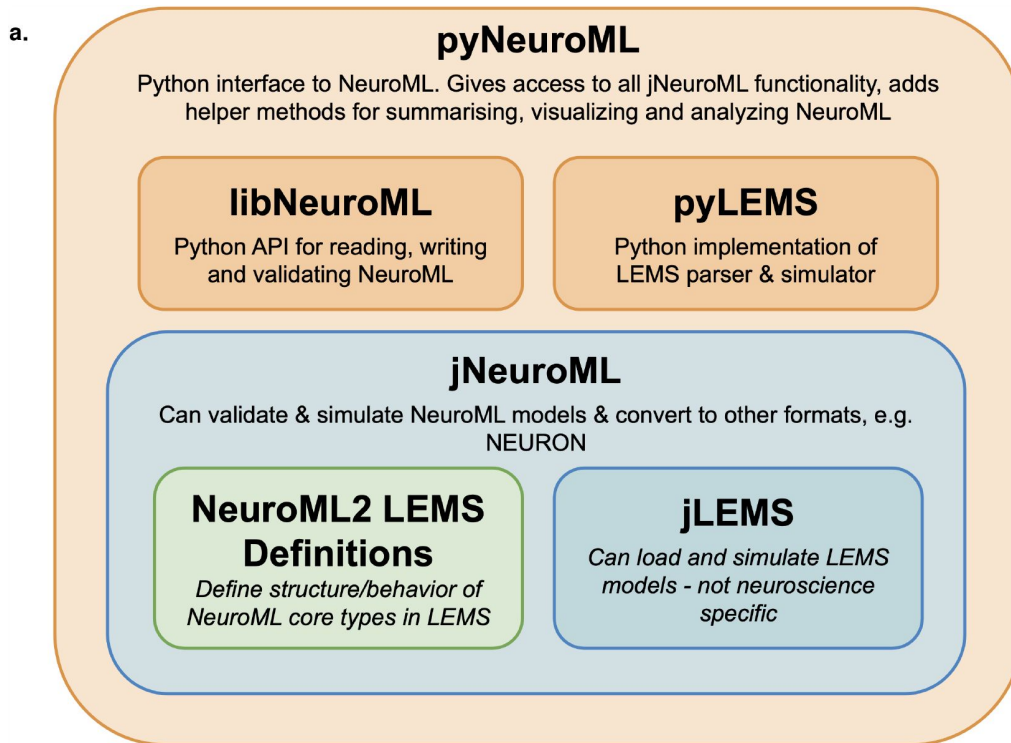 a.
pyNeuroML
Python interface to NeuroML. Gives access to all jNeuroML functionality, adds
helper methods for summarising, visualizing and analyzing NeuroML
libNeuroML
Python API for reading, writing
and validating NeuroML
pyLEMS
Python implementation of
LEMS parser & simulator
jNeuroML
Can validate & simulate NeuroML models & convert to other formats, e.g.
NEURON
NeuroML2 LEMS
Definitions
Define structure/behavior of
NeuroML core types in LEMS
jLEMS
Can load and simulate LEMS
models - not neuroscience
specific